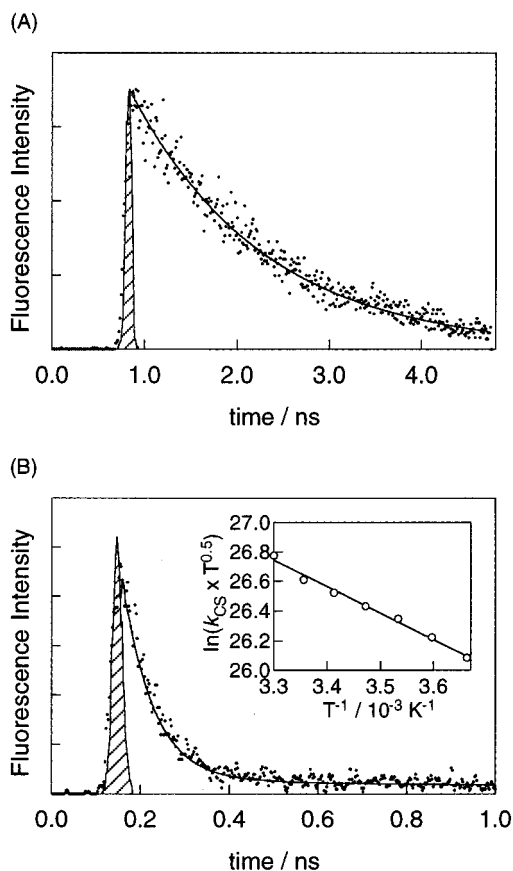 (A)
Fluorescence Intensity
0.0 1.0 2.0 3.0 4.0
time / ns
(B)
Fluorescence Intensity
ln(k_CS x T^0.5)
27.0
26.8
26.6
26.4
26.2
26.0
3.3 3.4 3.5 3.6
T^-1 / 10^-3 K^-1
0.0 0.2 0.4 0.6 0.8 1.0
time / ns